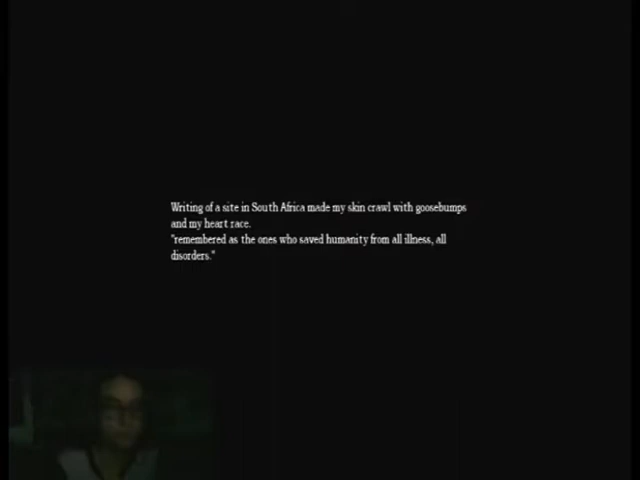 Writing of a site in South Africa made my skin crawl with goosebumps
and my heart race.
"remembered as the ones who saved humanity from all illness, all
disorders."